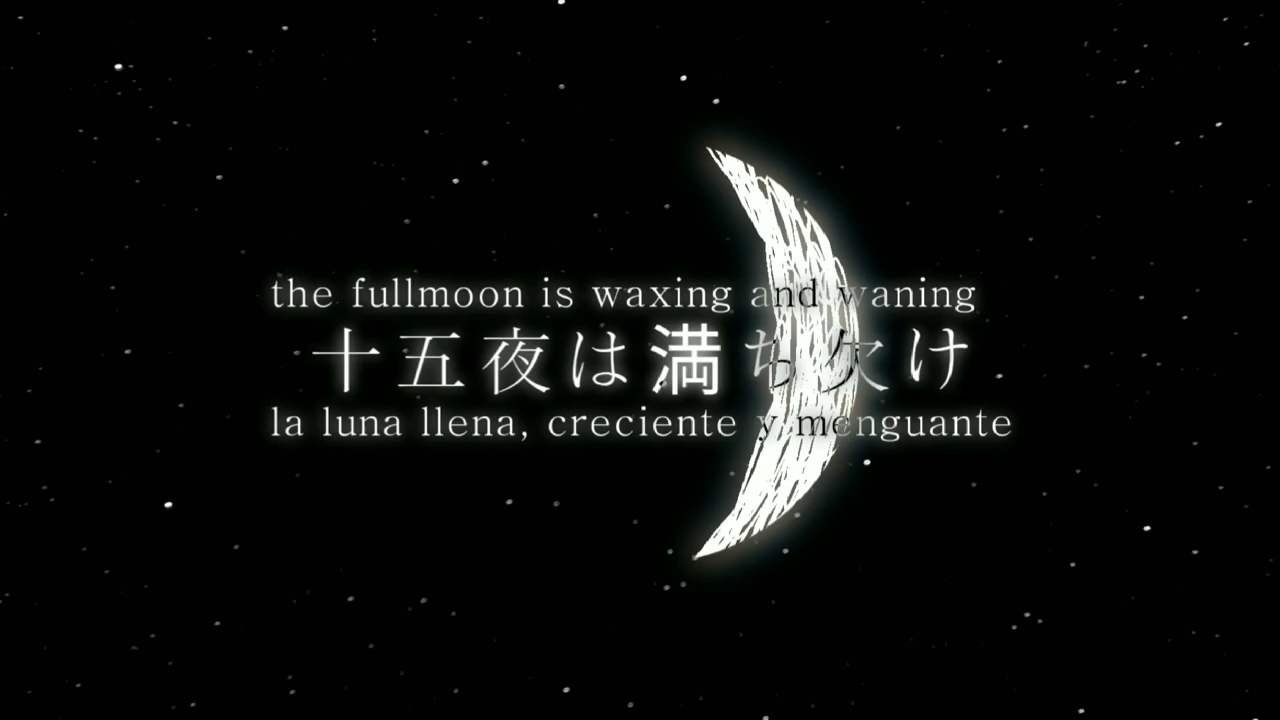 the fullmoon is waxing and waning
十五夜は満ち欠け
la luna llena, creciente y menguante